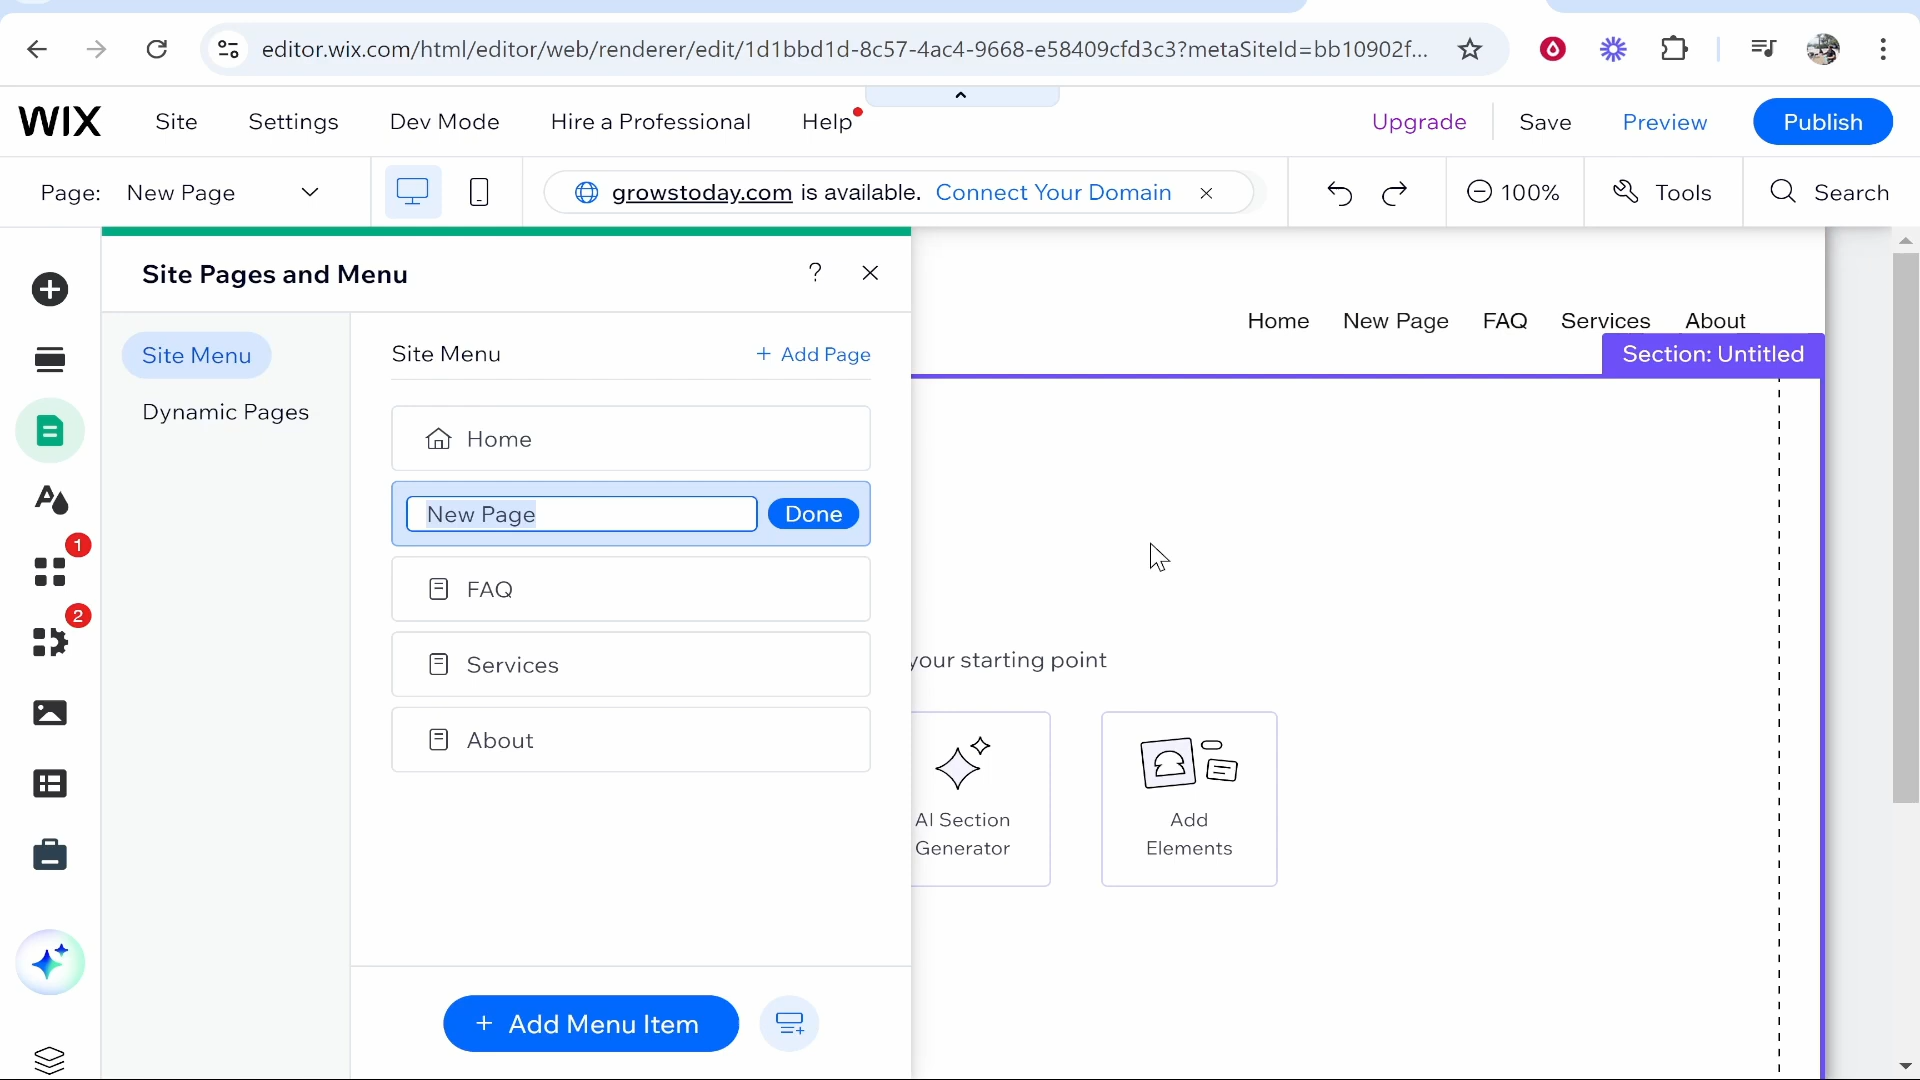 editor.wix.com/html/editor/web/renderer/edit/1d1bbd1d-8c57-4ac4-9668-e58409cfd3c3?metaSiteId=bb10902f...
WIX Site Settings Dev Mode Hire a Professional Help Upgrade Save Preview Publish
Page: New Page growstoday.com is available. Connect Your Domain 100% Tools Search
Site Pages and Menu ?
Home New Page FAQ Services About
Site Menu Site Menu + Add Page Section: Untitled
Dynamic Pages
Home
New Page Done
1
FAQ
2
Services
your starting point
About
AI Section
Generator
Add
Elements
+ Add Menu Item